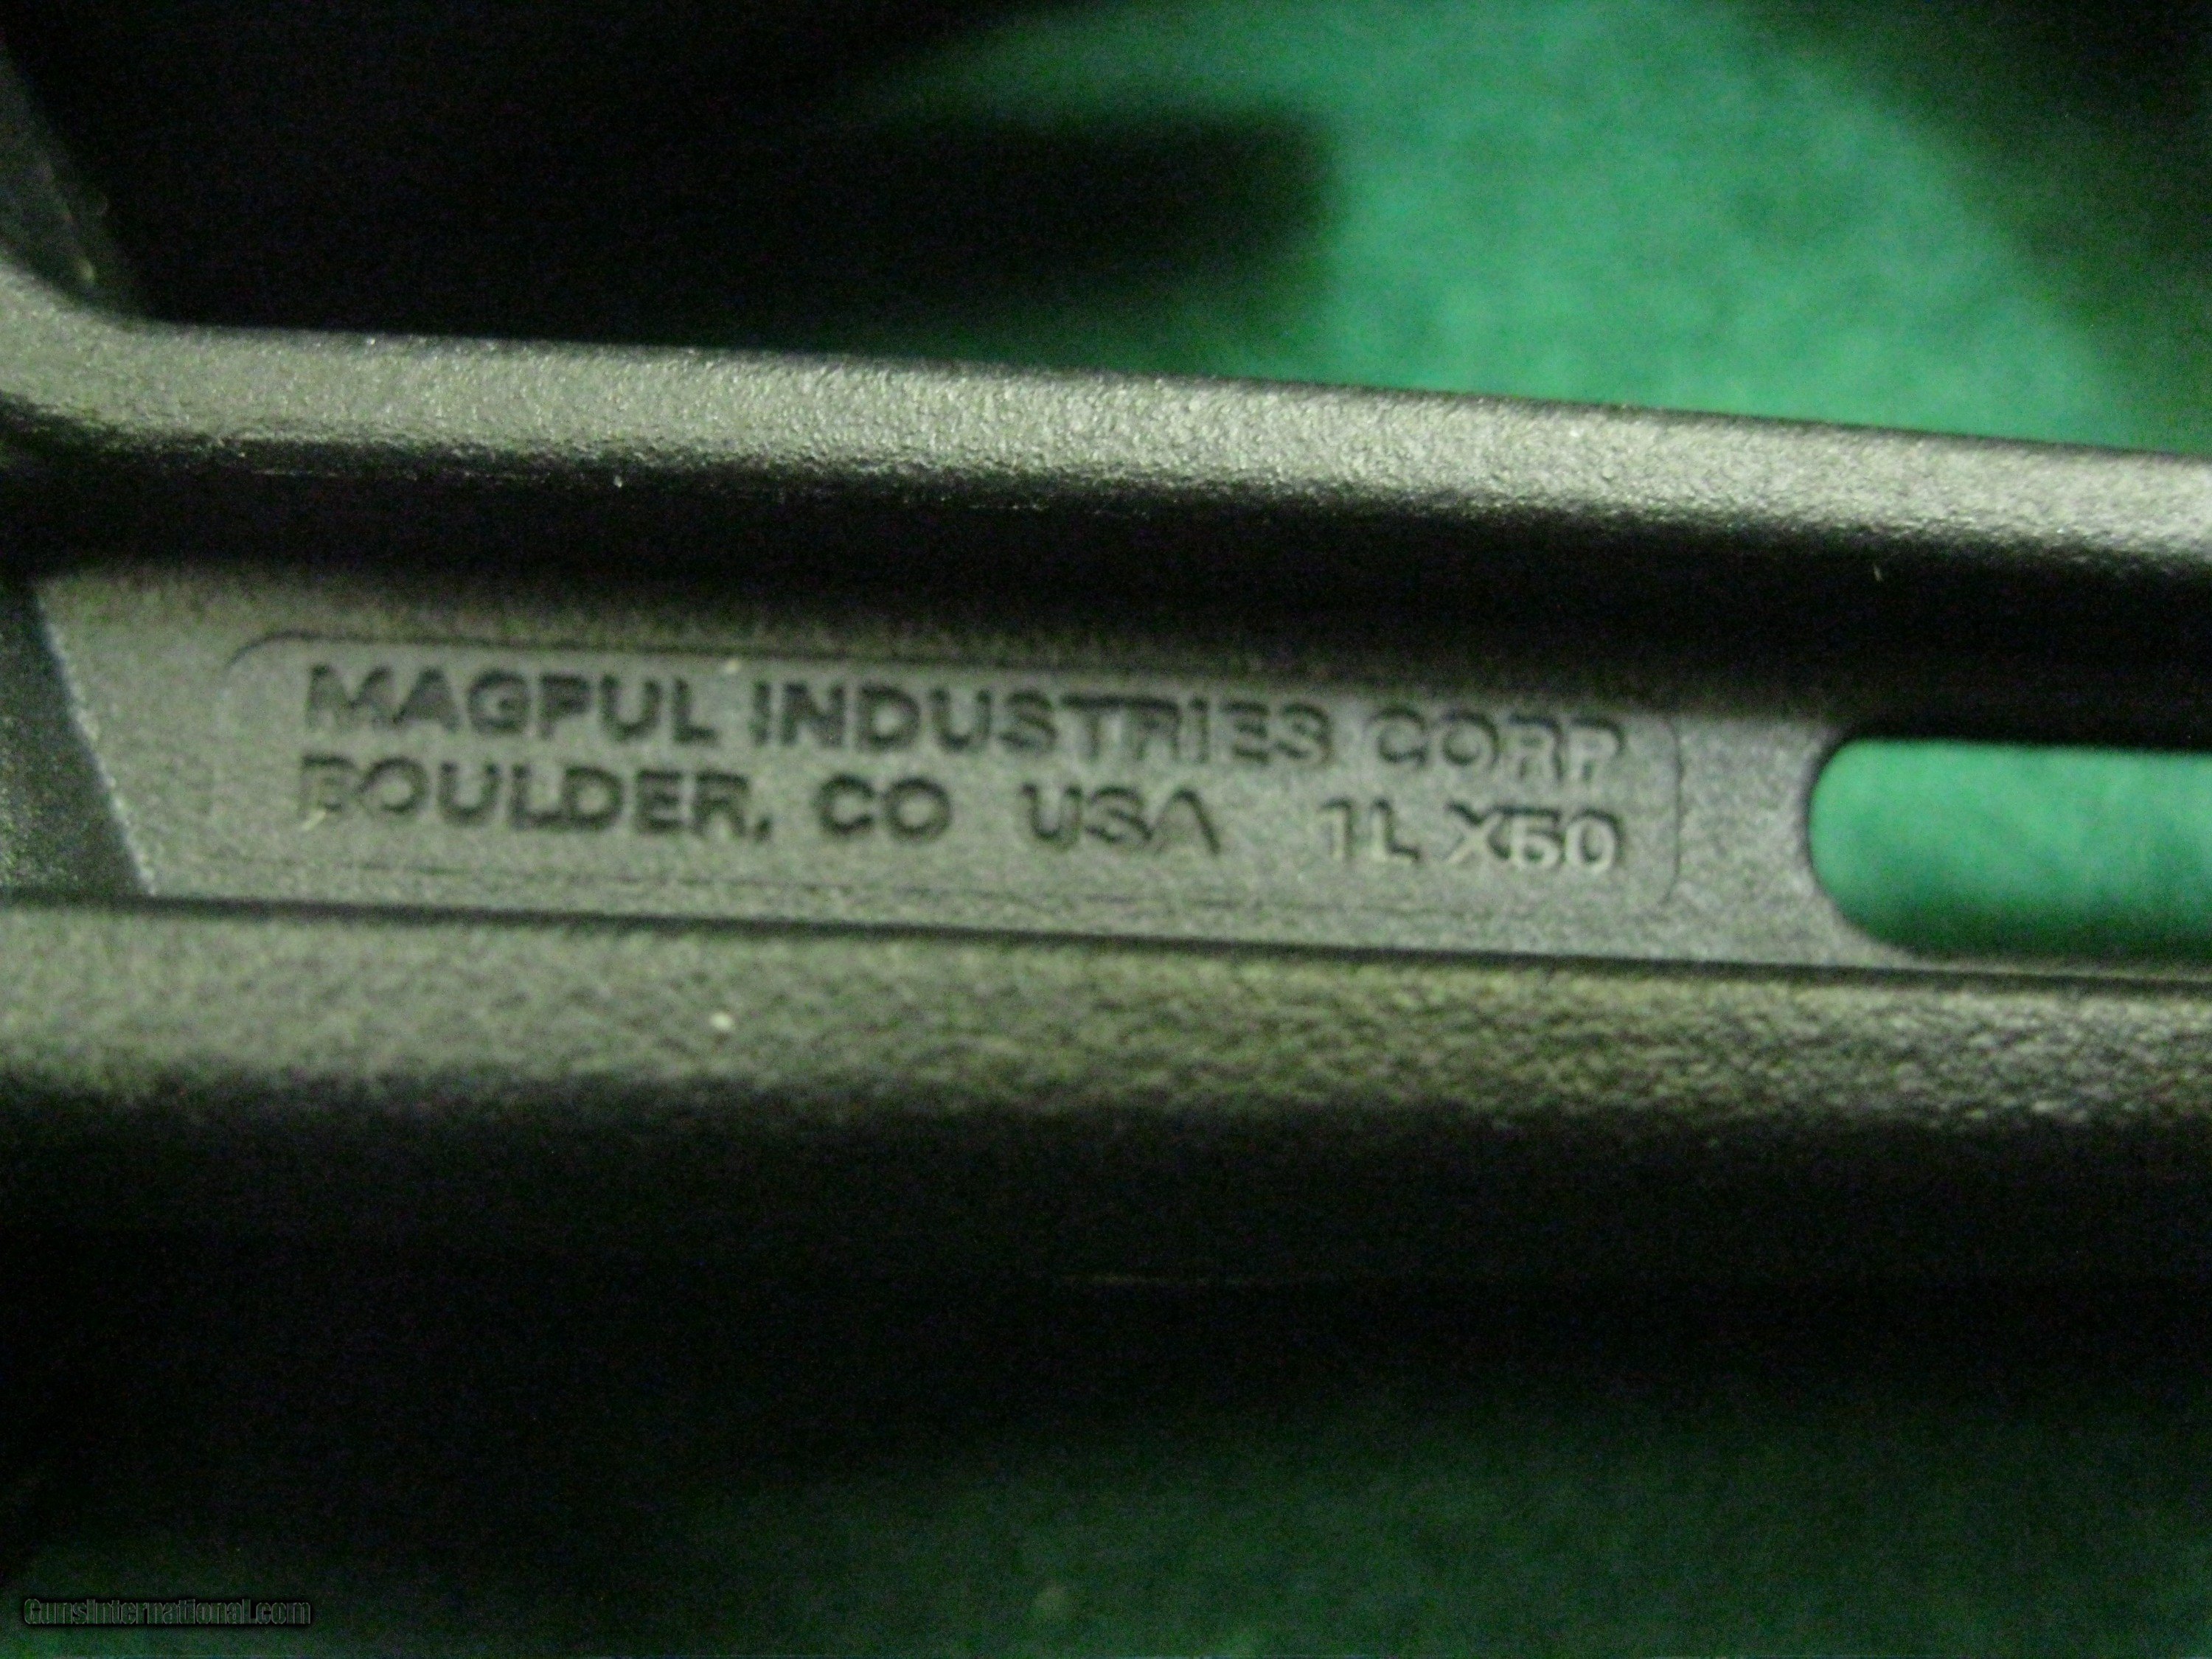 MAGPUL INDUSTRIES CORP
BOULDER, CO USA 1L X50
GunsInternational.com